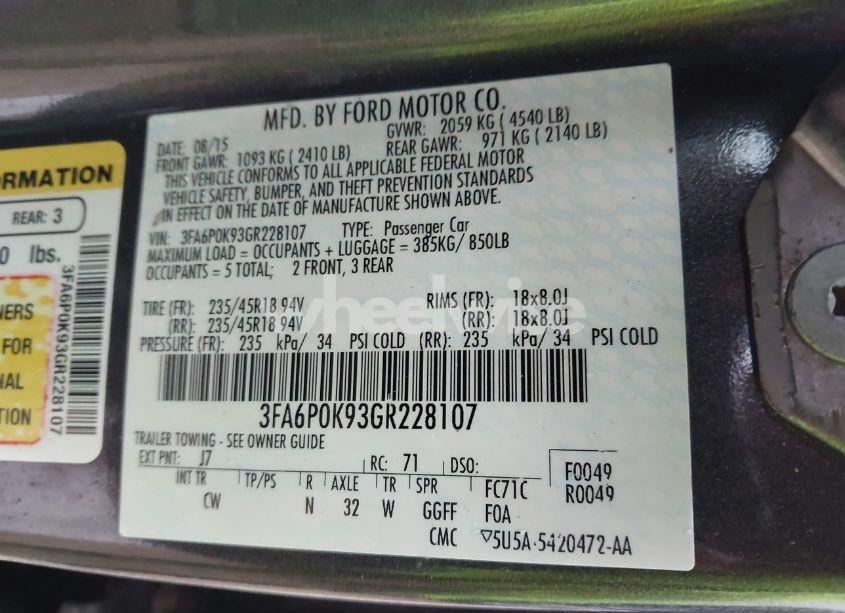 MFD. BY FORD MOTOR CO.
DATE: 08/15 GVWR: 2059 KG ( 4540 LB)
FRONT GAWR: 1093 KG ( 2410 LB) REAR GAWR: 971 KG ( 2140 LB)
THIS VEHICLE CONFORMS TO ALL APPLICABLE FEDERAL MOTOR
VEHICLE SAFETY, BUMPER, AND THEFT PREVENTION STANDARDS
IN EFFECT ON THE DATE OF MANUFACTURE SHOWN ABOVE.
VIN: 3FA6P0K93GR228107 TYPE: Passenger Car
MAXIMUM LOAD = OCCUPANTS + LUGGAGE = 385KG/ 850LB
OCCUPANTS = 5 TOTAL; 2 FRONT, 3 REAR
TIRE (FR): 235/45R18 94V RIMS (FR): 18x8.0J
(RR): 235/45R18 94V (RR): 18x8.0J
PRESSURE (FR): 235 kPa/ 34 PSI COLD (RR): 235 kPa/ 34 PSI COLD
3FA6P0K93GR228107
TRAILER TOWING - SEE OWNER GUIDE
EXT PNT: J7 RC: 71 DSO: F0049
R0049
INT TR TP/PS R AXLE TR SPR FC71C
CW N 32 W GGFF F0A
CMC ▽5U5A-5420472-AA
ORMATION
REAR: 3
0 lbs.
NERS
FOR
NAL
TION
3FA6P0K93GR228107
wheelwise